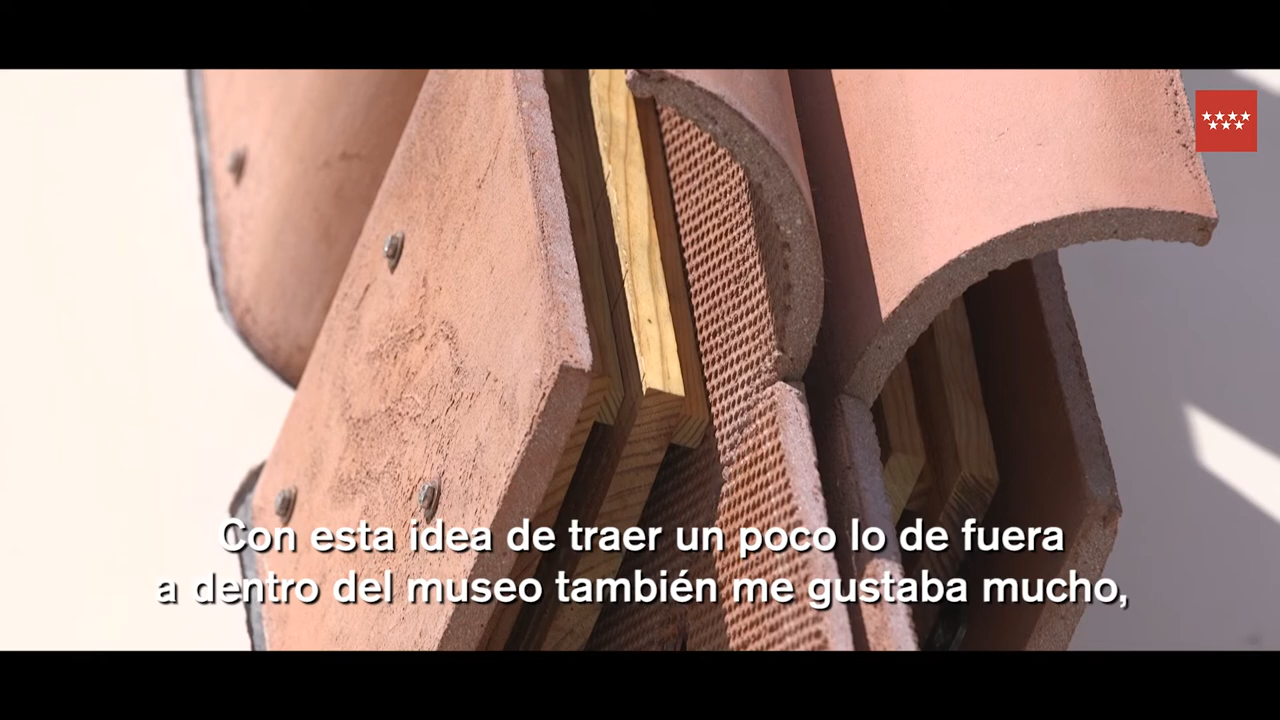 Con esta idea de traer un poco lo de fuera
a dentro del museo también me gustaba mucho,